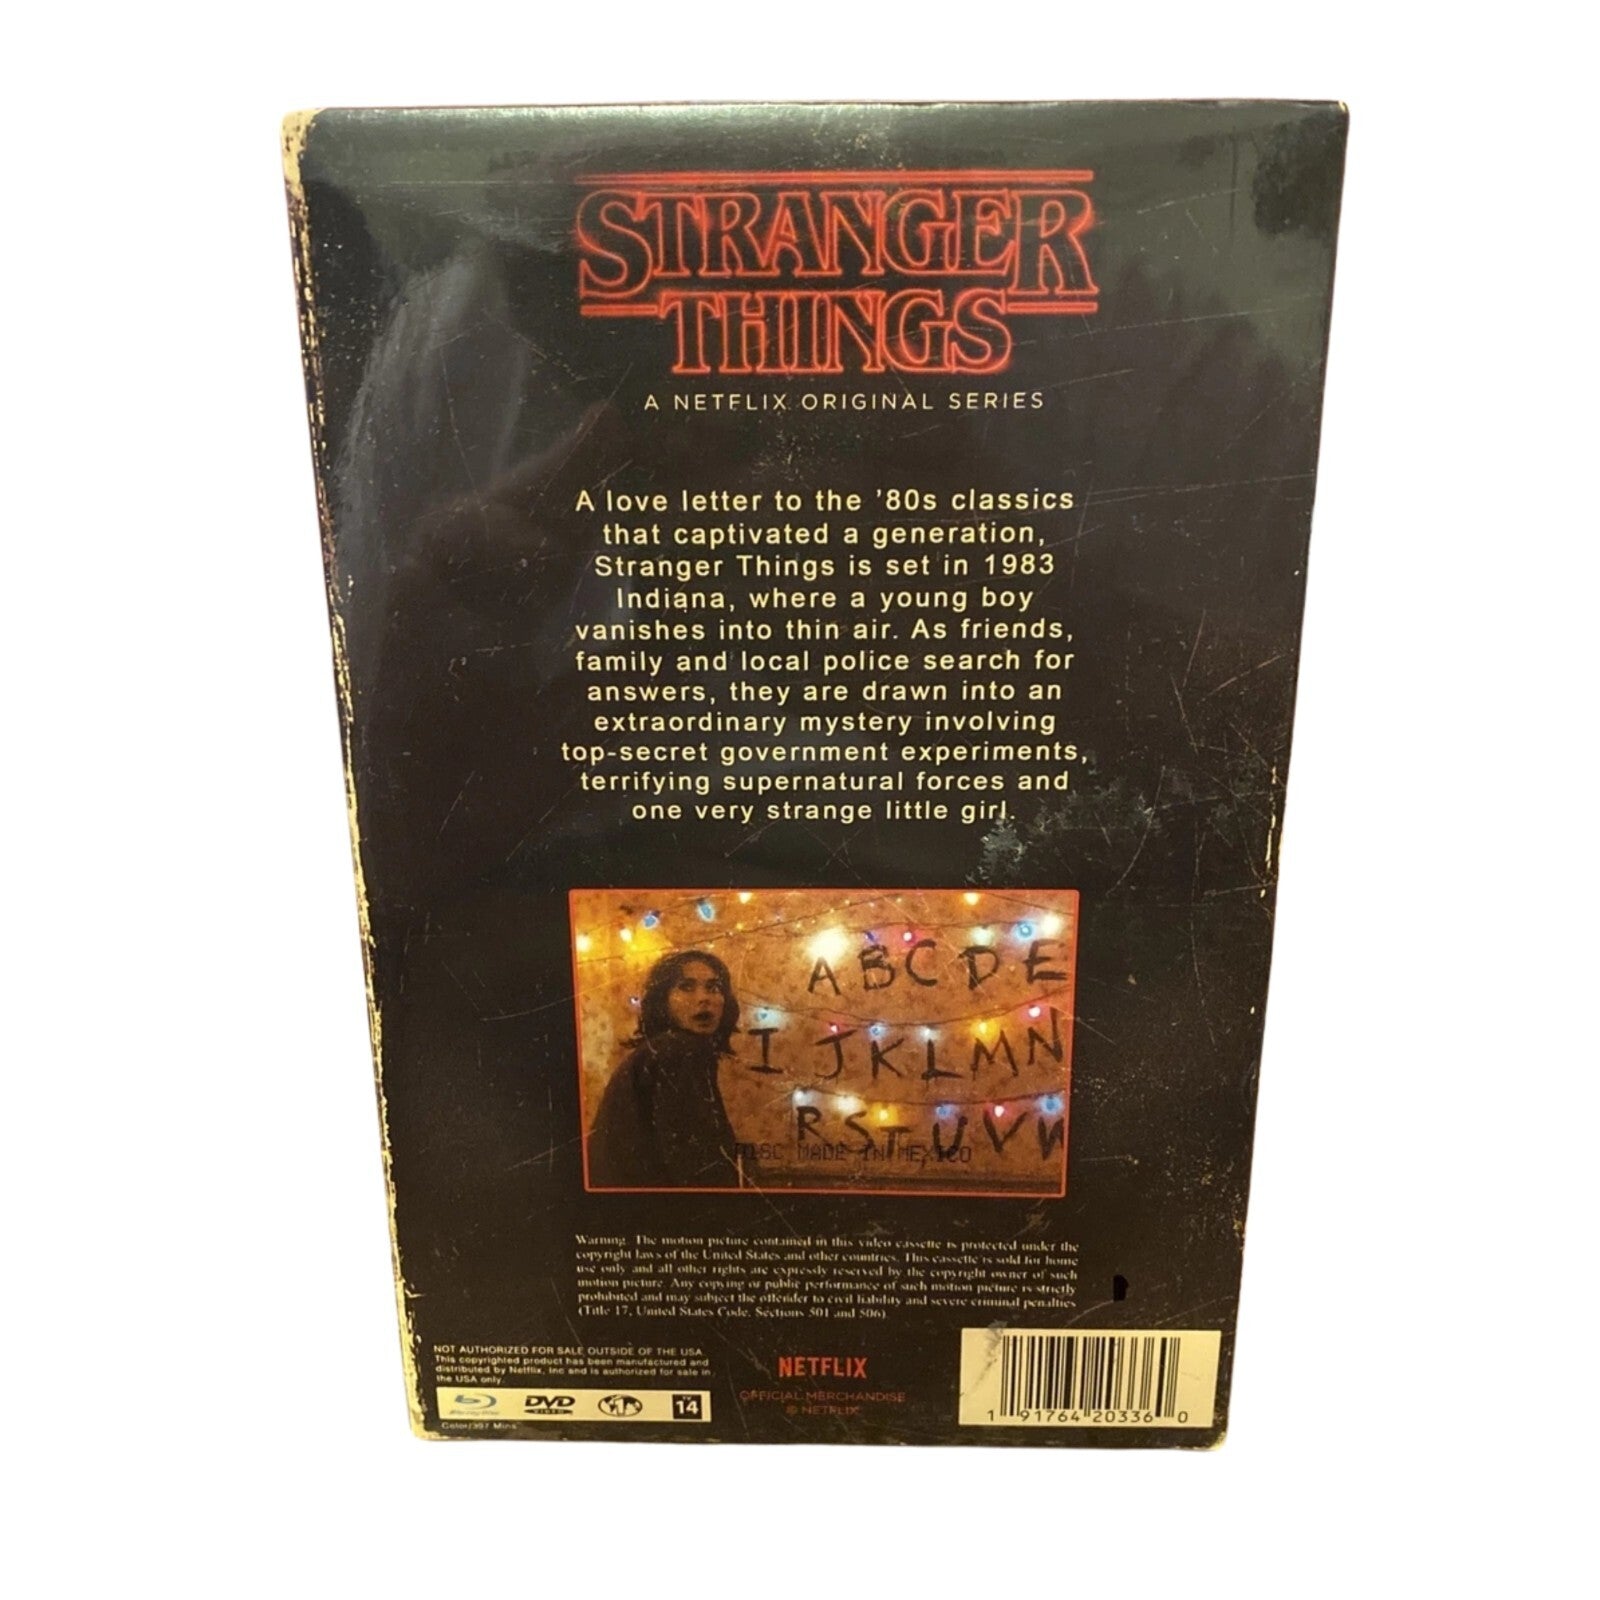 STRANGER
THINGS
A NETFLIX ORIGINAL SERIES
A love letter to the '80s classics
that captivated a generation,
Stranger Things is set in 1983
Indiana, where a young boy
vanishes into thin air. As friends,
family and local police search for
answers, they are drawn into an
extraordinary mystery involving
top-secret government experiments,
terrifying supernatural forces and
one very strange little girl.
A B C D E
I J K L M N
R S T U V W
DISC MADE IN MEXICO
Warning: The motion picture contained in this video cassette is protected under the
copyright laws of the United States and other countries. This cassette is sold for home
use only and all other rights are expressly reserved by the copyright owner of such
motion picture. Any copying or public performance of such motion picture is strictly
prohibited and may subject the offender to civil liability and severe criminal penalties
(Title 17, United States Code, Sections 501 and 506).
NOT AUTHORIZED FOR SALE OUTSIDE OF THE USA.
This copyrighted product has been manufactured and
distributed by Netflix, Inc and is authorized for sale in
the USA only.
Blu-ray Disc DVD VIDEO 1 TV 14
Color/397 Mins
NETFLIX
OFFICIAL MERCHANDISE
© NETFLIX
1 91764 20336 0